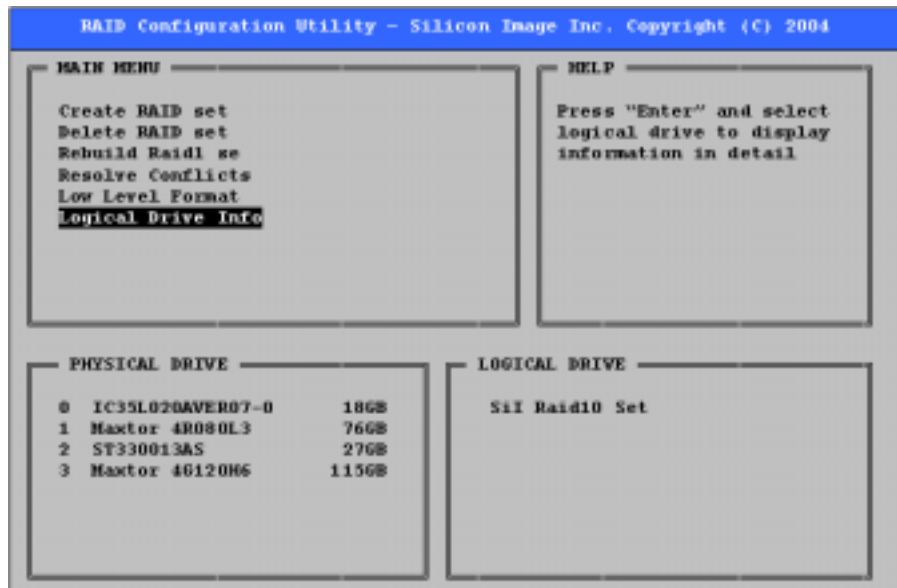 RAID Configuration Utility – Silicon Image Inc. Copyright (C) 2004
MAIN MENU
Create RAID set
Delete RAID set
Rebuild Raid1 se
Resolve Conflicts
Low Level Format
Logical Drive Info
HELP
Press "Enter" and select
logical drive to display
information in detail
PHYSICAL DRIVE
0 IC35L020AVER07-0 18GB
1 Maxtor 4R080L3 76GB
2 ST330013AS 27GB
3 Maxtor 4G120H6 115GB
LOGICAL DRIVE
SiI Raid10 Set